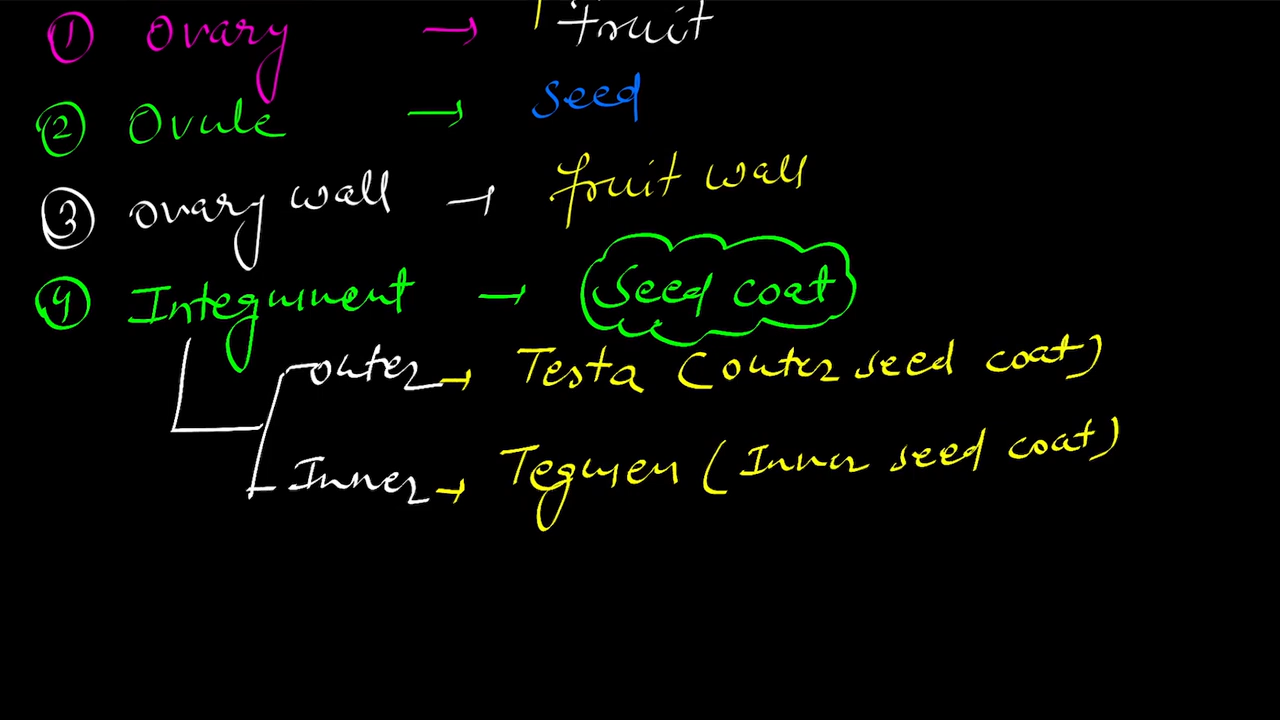 ① Ovary → fruit
② Ovule → Seed
③ Ovary wall → fruit wall
④ Integument → Seed coat
outer → Testa (outer seed coat)
Inner → Tegmen (Inner seed coat)